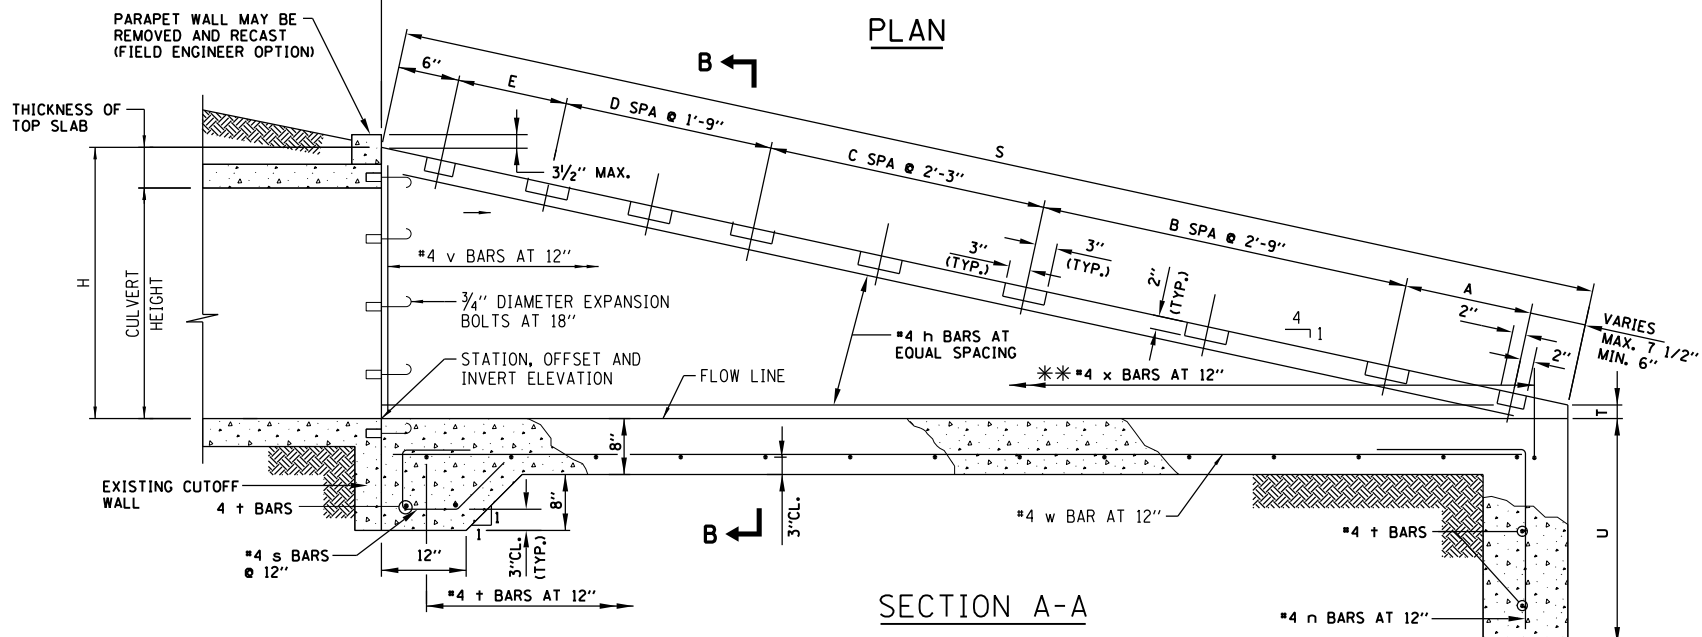 PLAN
PARAPET WALL MAY BE
REMOVED AND RECAST
(FIELD ENGINEER OPTION)
B
6"
E
D SPA @ 1'-9"
S
THICKNESS OF
TOP SLAB
C SPA @ 2'-3"
3 1/2" MAX.
B SPA @ 2'-9"
#4 v BARS AT 12"
3"
(TYP.)
3"
(TYP.)
2"
(TYP.)
A
H
CULVERT
HEIGHT
3/4" DIAMETER EXPANSION
BOLTS AT 18"
4
1
2"
VARIES
MAX. 7 1/2"
MIN. 6"
#4 h BARS AT
EQUAL SPACING
2"
STATION, OFFSET AND
INVERT ELEVATION
FLOW LINE
** #4 x BARS AT 12"
T
8"
EXISTING CUTOFF
WALL
4 t BARS
8"
1
1
3"CL.
#4 w BAR AT 12"
#4 t BARS
U
B
#4 s BARS
@ 12"
12"
3"CL.
(TYP.)
#4 t BARS AT 12"
SECTION A-A
#4 n BARS AT 12"